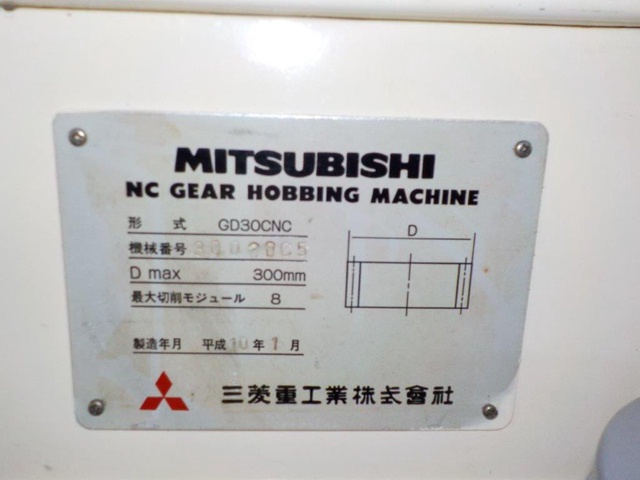 MITSUBISHI
NC GEAR HOBBING MACHINE
形 式 GD30CNC
機械番号
D max 300mm
最大切削モジュール 8
製造年月 平成10年1月
D
三菱重工業株式會社